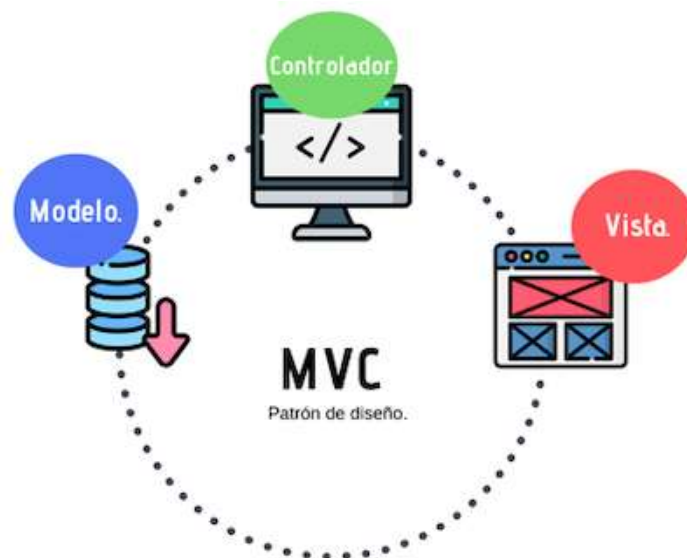 Controlador
Modelo.
Vista.
</>
MVC
Patrón de diseño.